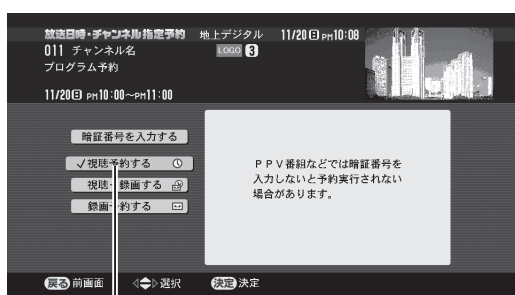 放送日時・チャンネル指定予約 地上デジタル 11/20日 PM10:08
011 チャンネル名 LOGO 3
プログラム予約
11/20日 PM10:00～PM11:00
暗証番号を入力する
✓視聴予約する
視聴・録画する
録画予約する
PPV番組などでは暗証番号を
入力しないと予約実行されない
場合があります。
戻る 前画面 選択 決定 決定